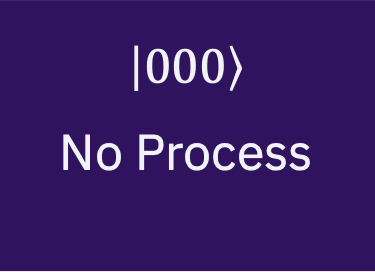 |000⟩
No Process